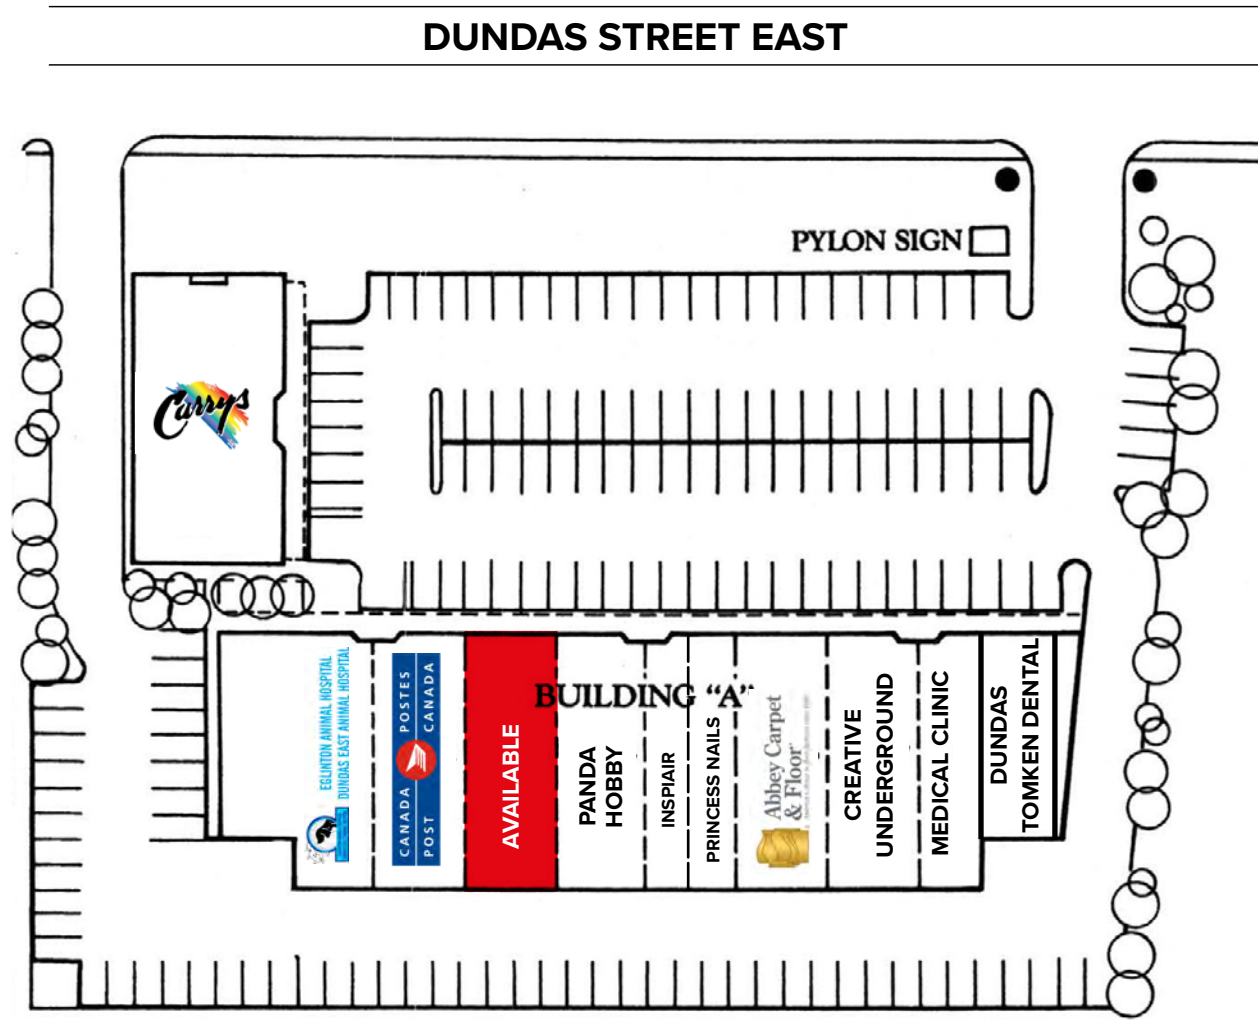 DUNDAS STREET EAST
PYLON SIGN
Currys
BUILDING "A"
EGLINTON ANIMAL HOSPITAL
DUNDAS EAST ANIMAL HOSPITAL
CANADA POSTES
POST CANADA
AVAILABLE
PANDA
HOBBY
INSPIAIR
PRINCESS NAILS
Abbey Carpet
& Floor
CREATIVE
UNDERGROUND
MEDICAL CLINIC
DUNDAS
TOMKEN DENTAL